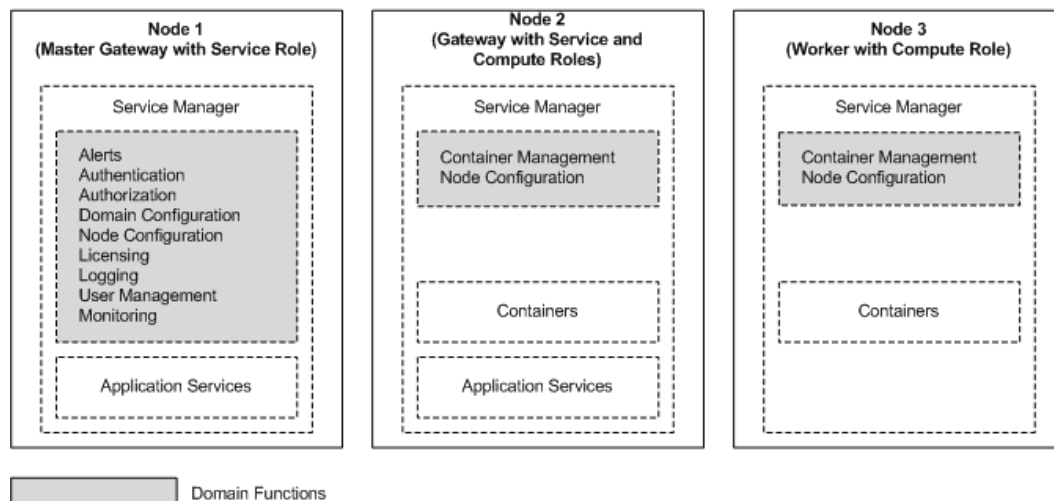 Node 1
(Master Gateway with Service Role)
Service Manager
Alerts
Authentication
Authorization
Domain Configuration
Node Configuration
Licensing
Logging
User Management
Monitoring
Application Services
Node 2
(Gateway with Service and
Compute Roles)
Service Manager
Container Management
Node Configuration
Containers
Application Services
Node 3
(Worker with Compute Role)
Service Manager
Container Management
Node Configuration
Containers
Domain Functions